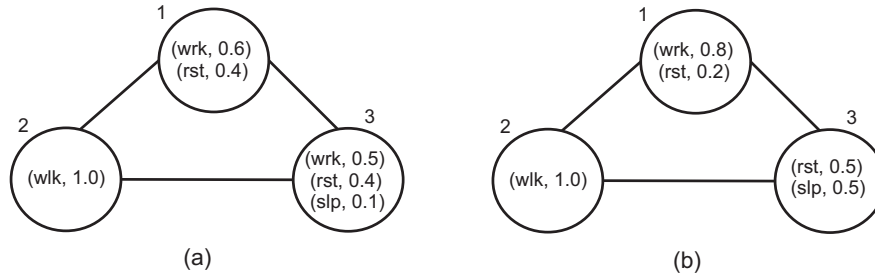 1
(wrk, 0.6)
(rst, 0.4)
2
(wlk, 1.0)
3
(wrk, 0.5)
(rst, 0.4)
(slp, 0.1)
(a)
1
(wrk, 0.8)
(rst, 0.2)
2
(wlk, 1.0)
3
(rst, 0.5)
(slp, 0.5)
(b)